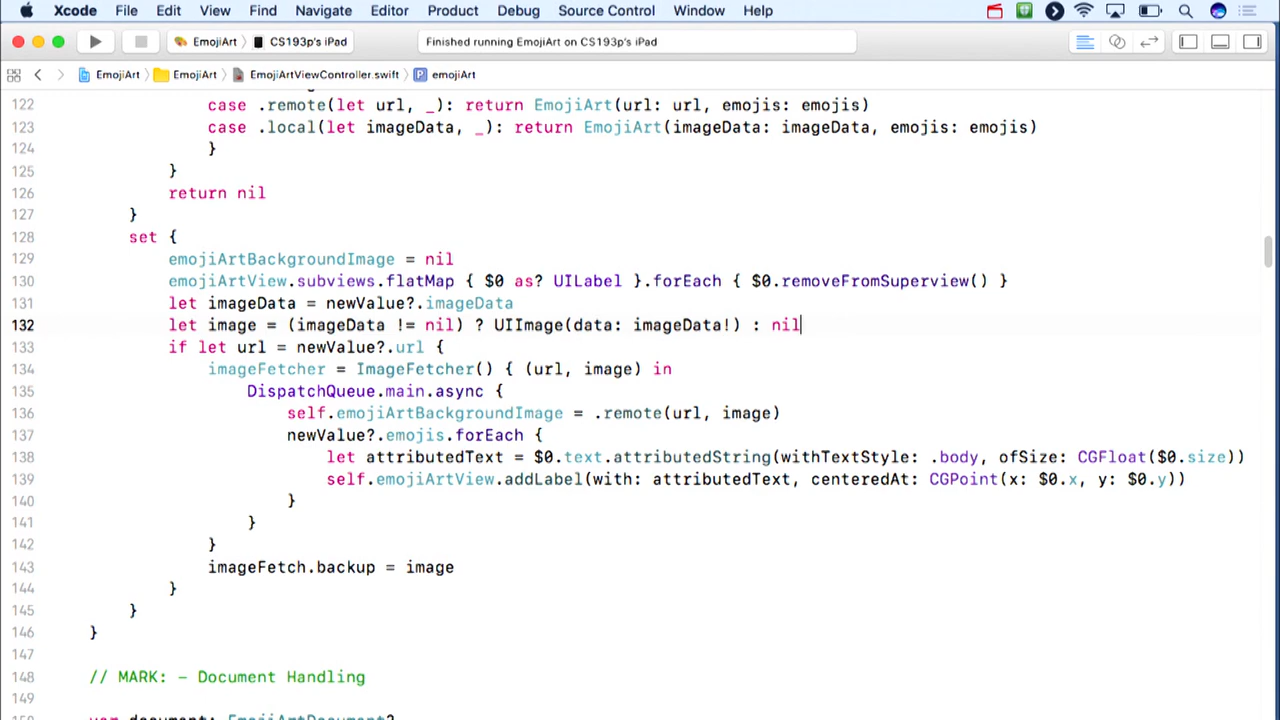 Xcode File Edit View Find Navigate Editor Product Debug Source Control Window Help
EmojiArt CS193p's iPad Finished running EmojiArt on CS193p's iPad
EmojiArt EmojiArt EmojiArtViewController.swift P emojiArt
122 case .remote(let url, _): return EmojiArt(url: url, emojis: emojis)
123 case .local(let imageData, _): return EmojiArt(imageData: imageData, emojis: emojis)
124 }
125 }
126 return nil
127 }
128 set {
129 emojiArtBackgroundImage = nil
130 emojiArtView.subviews.flatMap { $0 as? UILabel }.forEach { $0.removeFromSuperview() }
131 let imageData = newValue?.imageData
132 let image = (imageData != nil) ? UIImage(data: imageData!) : nil
133 if let url = newValue?.url {
134 imageFetcher = ImageFetcher() { (url, image) in
135 DispatchQueue.main.async {
136 self.emojiArtBackgroundImage = .remote(url, image)
137 newValue?.emojis.forEach {
138 let attributedText = $0.text.attributedString(withTextStyle: .body, ofSize: CGFloat($0.size))
139 self.emojiArtView.addLabel(with: attributedText, centeredAt: CGPoint(x: $0.x, y: $0.y))
140 }
141 }
142 }
143 imageFetch.backup = image
144 }
145 }
146 }
147
148 // MARK: - Document Handling
149
150 var document: EmojiArtDocument?